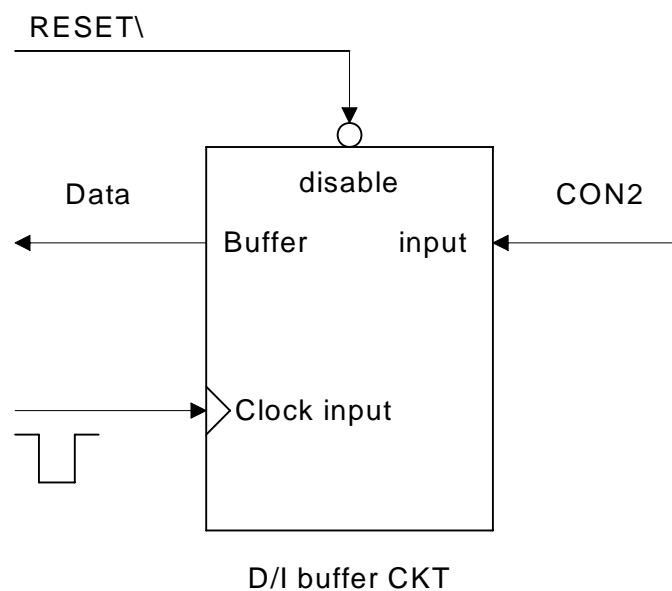 RESET\
disable
Data
CON2
Buffer
input
Clock input
D/I buffer CKT